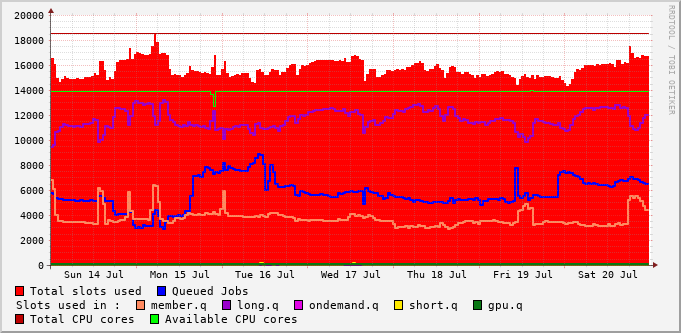 RRDTOOL / TOBI OETIKER
20000
18000
16000
14000
12000
10000
8000
6000
4000
2000
0
Sun 14 Jul Mon 15 Jul Tue 16 Jul Wed 17 Jul Thu 18 Jul Fri 19 Jul Sat 20 Jul
Total slots used Queued Jobs
Slots used in : member.q long.q ondemand.q short.q gpu.q
Total CPU cores Available CPU cores